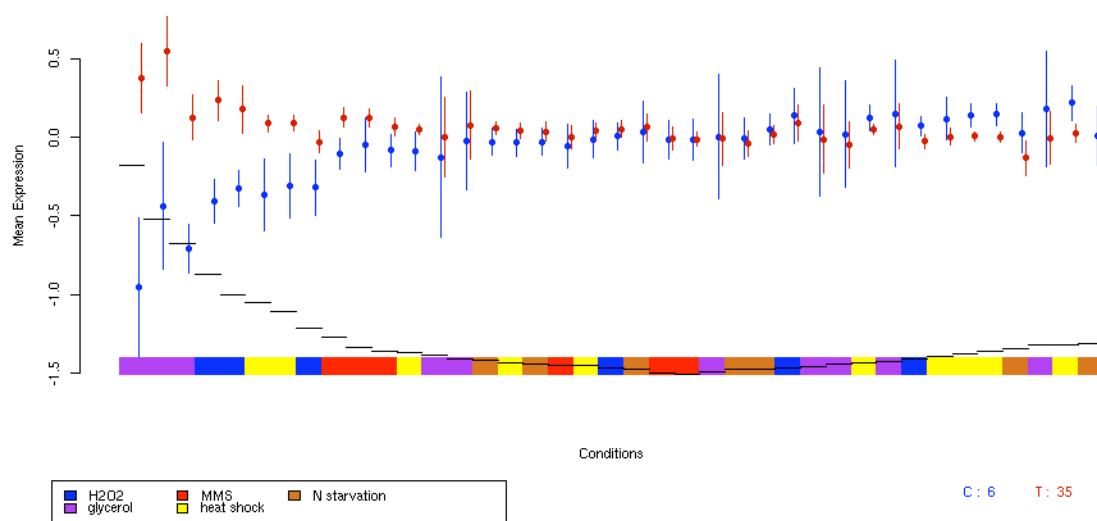 Mean Expression
0.5
0.0
-0.5
-1.0
-1.5
Conditions
H2O2 MMS N starvation
glycerol heat shock
C : 6 T : 35